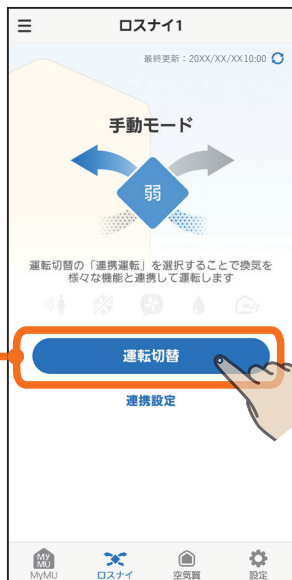 ロスナイ1
最終更新：20XX/XX/XX 10:00
手動モード
弱
運転切替の「連携運転」を選択することで換気を
様々な機能と連携して運転します
運転切替
連携設定
MY
MU
MyMU
ロスナイ
空気質
設定